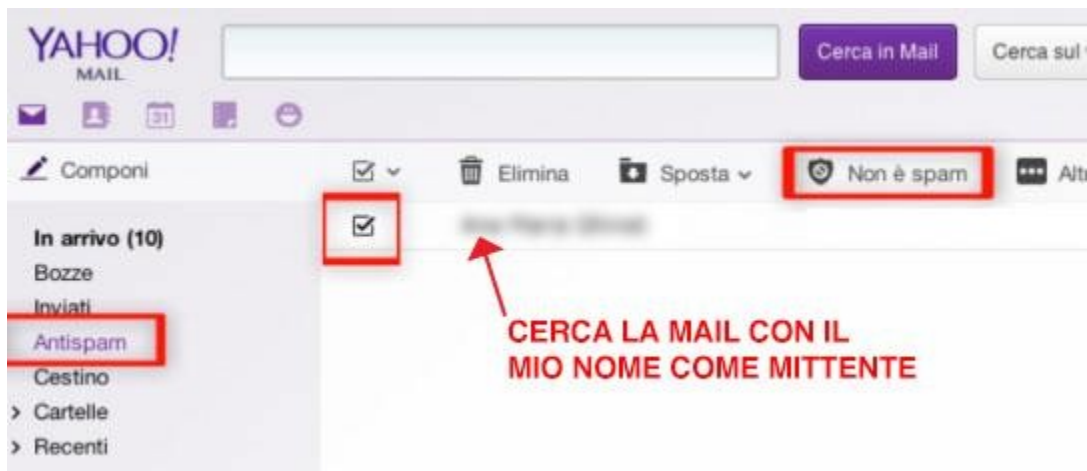 YAHOO!
MAIL
Cerca in Mail
Cerca sul
31
Componi
Elimina
Sposta
Non è spam
In arrivo (10)
Bozze
Inviati
Antispam
Cestino
Cartelle
Recenti
CERCA LA MAIL CON IL
MIO NOME COME MITTENTE